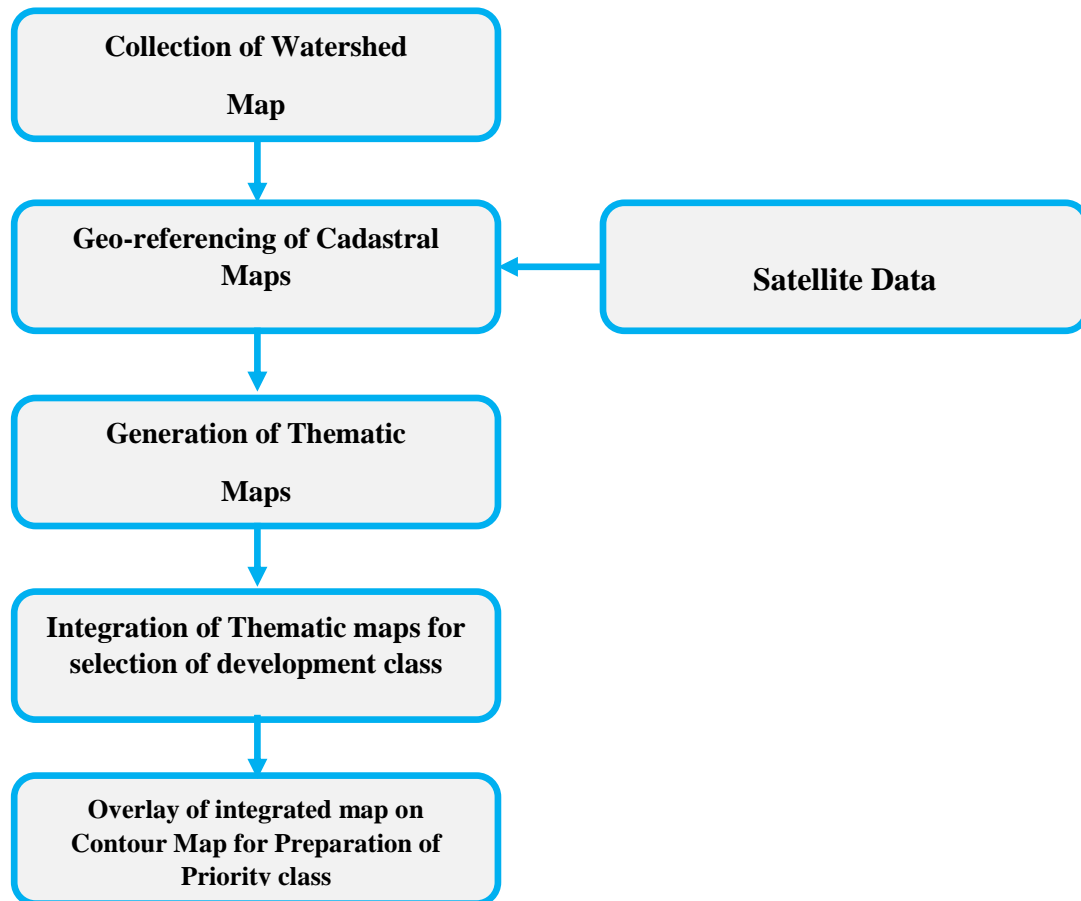 Collection of Watershed
Map
Geo-referencing of Cadastral
Maps
Satellite Data
Generation of Thematic
Maps
Integration of Thematic maps for
selection of development class
Overlay of integrated map on
Contour Map for Preparation of
Priority class